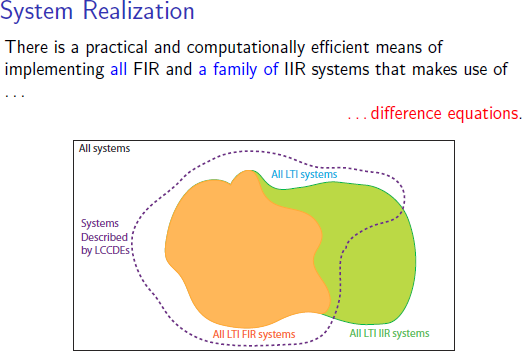 System Realization
There is a practical and computationally efficient means of
implementing all FIR and a family of IIR systems that makes use of
...
... difference equations.
All systems
All LTI systems
Systems
Described
by LCCDEs
All LTI FIR systems
All LTI IIR systems